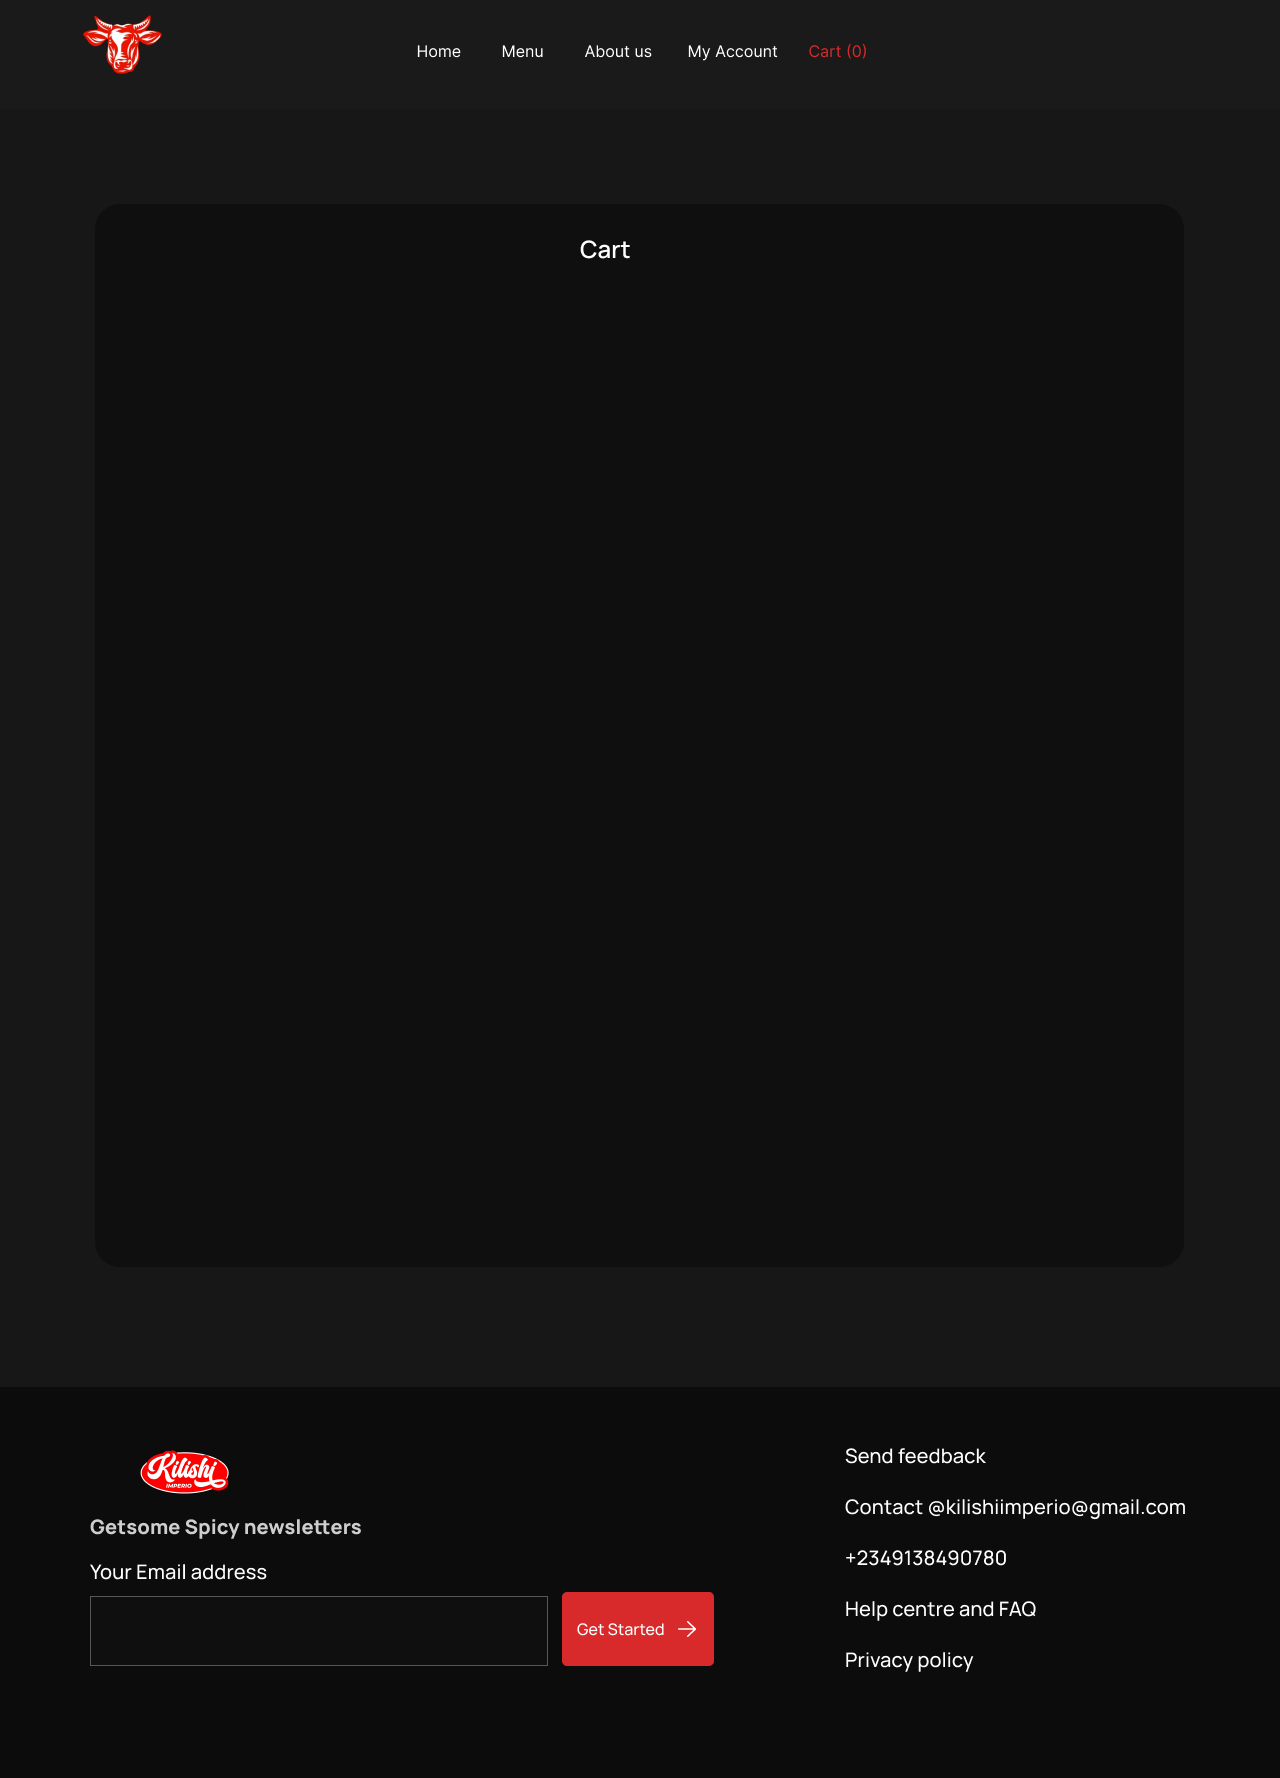 Home Menu About us My Account Cart (0)
Cart
Kilishi
IMPERIO
Getsome Spicy newsletters
Your Email address
Get Started
Send feedback
Contact @kilishiimperio@gmail.com
+2349138490780
Help centre and FAQ
Privacy policy